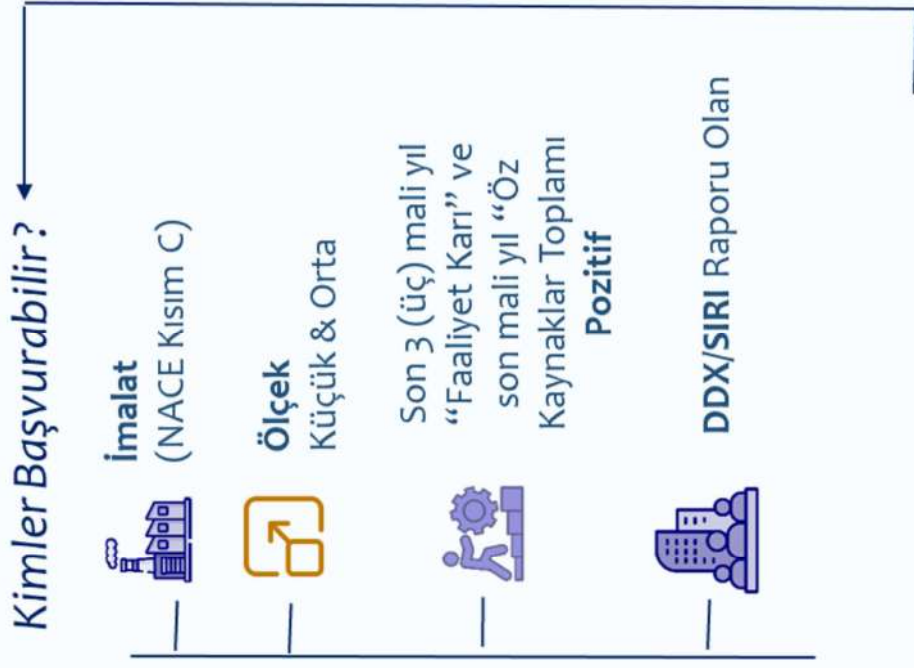 Kimler Başvurabilir?
İmalat
(NACE Kısım C)
Ölçek
Küçük & Orta
Son 3 (üç) mali yıl
“Faaliyet Karı” ve
son mali yıl “Öz
Kaynaklar Toplamı
Pozitif
DDX/SIRI Raporu Olan